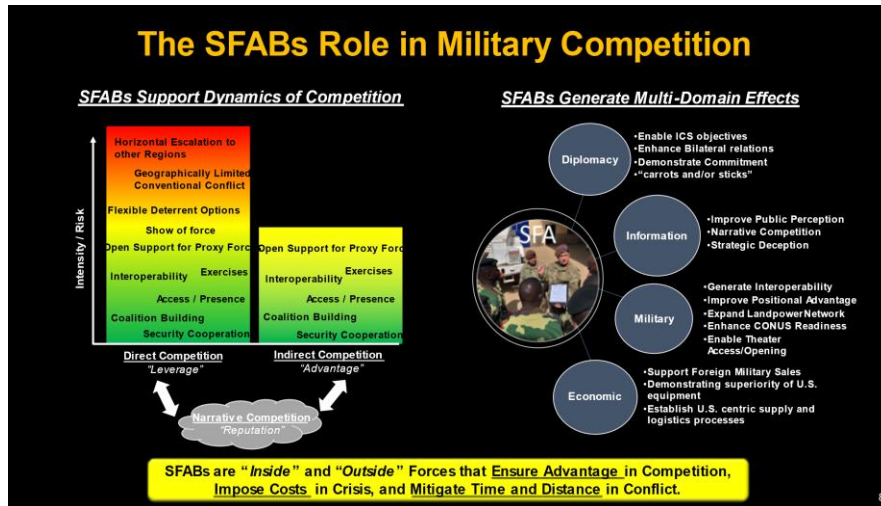 The SFABs Role in Military Competition
SFABs Support Dynamics of Competition
Intensity / Risk
Horizontal Escalation to
other Regions
Geographically Limited
Conventional Conflict
Flexible Deterrent Options
Show of force
Open Support for Proxy Forc
Interoperability
Exercises
Access / Presence
Coalition Building
Security Cooperation
Open Support for Proxy Forc
Interoperability
Exercises
Access / Presence
Coalition Building
Security Cooperation
Direct Competition
"Leverage"
Indirect Competition
"Advantage"
Narrative Competition
"Reputation"
SFABs Generate Multi-Domain Effects
SFA
Diplomacy
•Enable ICS objectives
•Enhance Bilateral relations
•Demonstrate Commitment
•"carrots and/or sticks"
Information
•Improve Public Perception
•Narrative Competition
•Strategic Deception
Military
•Generate Interoperability
•Improve Positional Advantage
•Expand LandpowerNetwork
•Enhance CONUS Readiness
•Enable Theater
Access/Opening
Economic
•Support Foreign Military Sales
•Demonstrating superiority of U.S.
equipment
•Establish U.S. centric supply and
logistics processes
SFABs are "Inside" and "Outside" Forces that Ensure Advantage in Competition,
Impose Costs in Crisis, and Mitigate Time and Distance in Conflict.